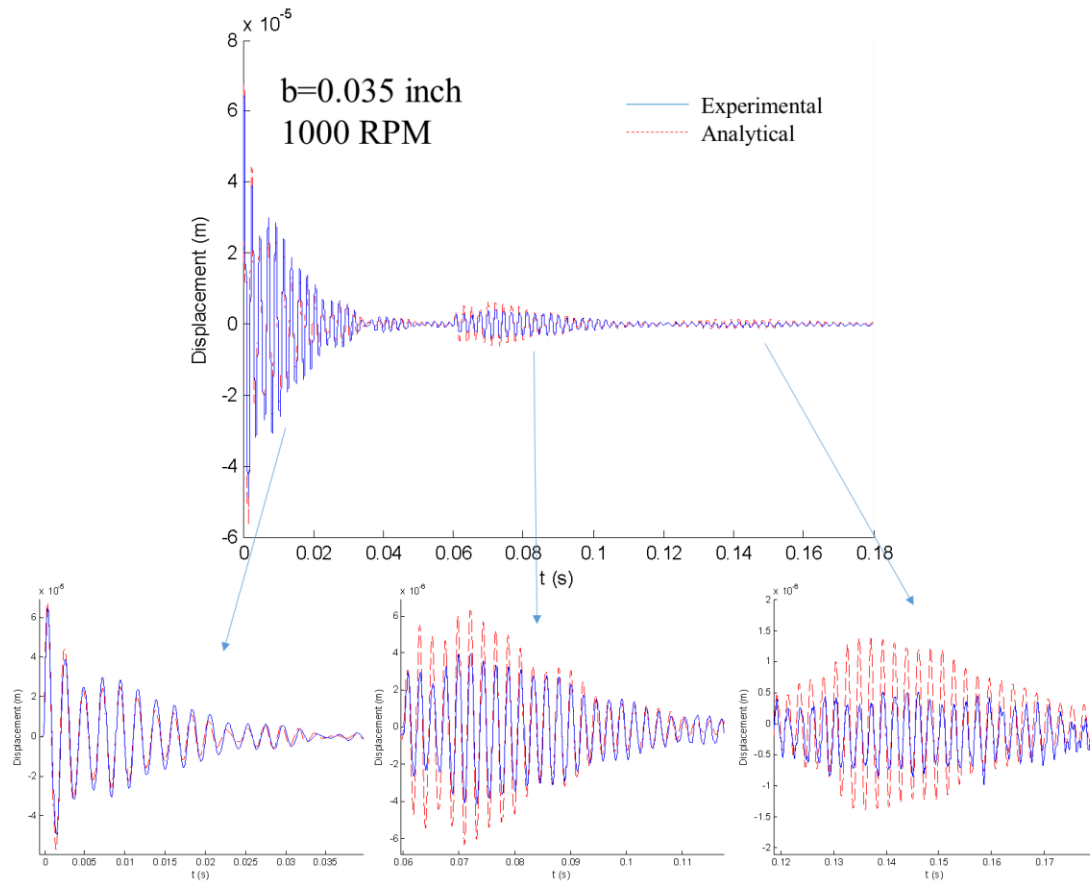 x 10⁻⁵
8
b=0.035 inch
1000 RPM
Experimental
Analytical
6
4
2
0
-2
-4
-6
Displacement (m)
0 0.02 0.04 0.06 0.08 0.1 0.12 0.14 0.16 0.18
t (s)
x 10⁻⁵
6
4
2
0
-2
-4
Displacement (m)
0 0.005 0.01 0.015 0.02 0.025 0.03 0.035
t (s)
x 10⁻⁶
6
4
2
0
-2
-4
-6
Displacement (m)
0.06 0.07 0.08 0.09 0.1 0.11
t (s)
x 10⁻⁶
2
1.5
1
0.5
0
-0.5
-1
-1.5
-2
Displacement (m)
0.12 0.13 0.14 0.15 0.16 0.17
t (s)